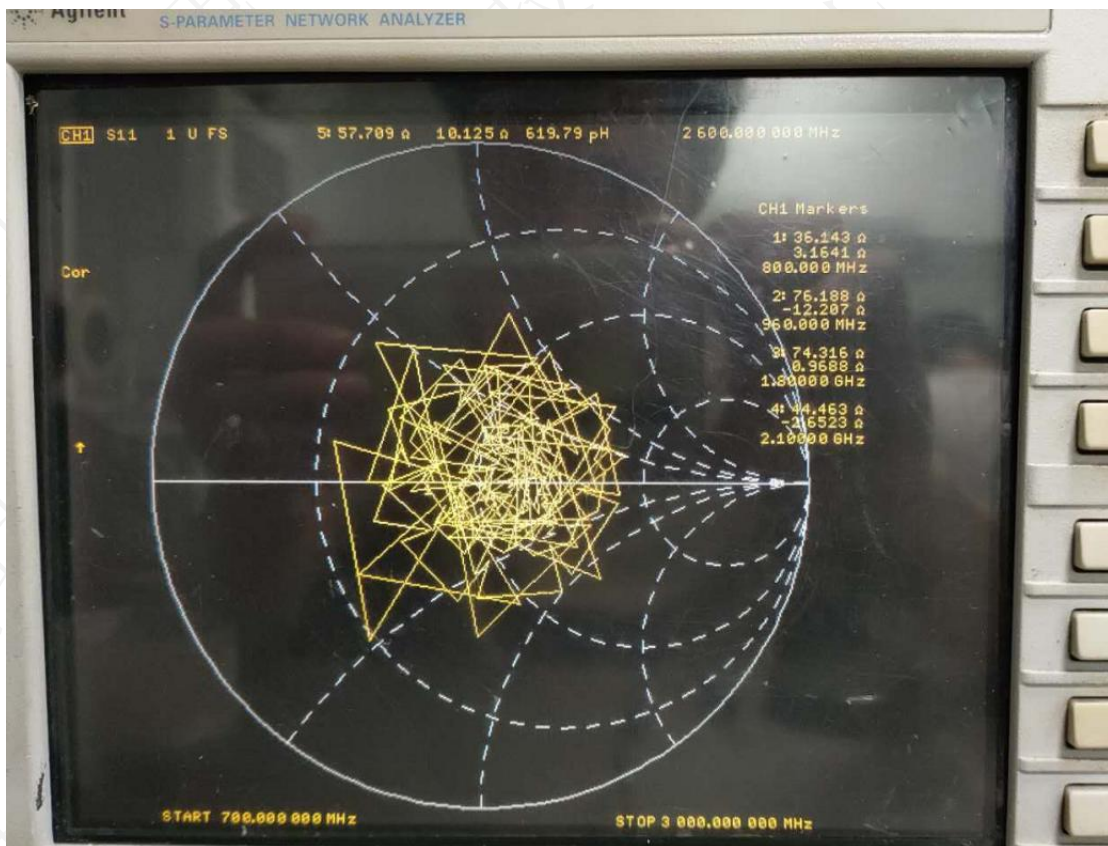 Agilent
S-PARAMETER NETWORK ANALYZER
CH1 S11 1 U FS 5: 57.709 Ω 10.125 Ω 619.79 pH 2 600.000 000 MHz
CH1 Markers
1: 36.143 Ω
3.1641 Ω
800.000 MHz
Cor
2: 76.188 Ω
-12.207 Ω
960.000 MHz
3: 74.316 Ω
0.9688 Ω
1.80000 GHz
4: 44.463 Ω
-2.6523 Ω
2.10000 GHz
START 700.000 000 MHz STOP 3 000.000 000 MHz